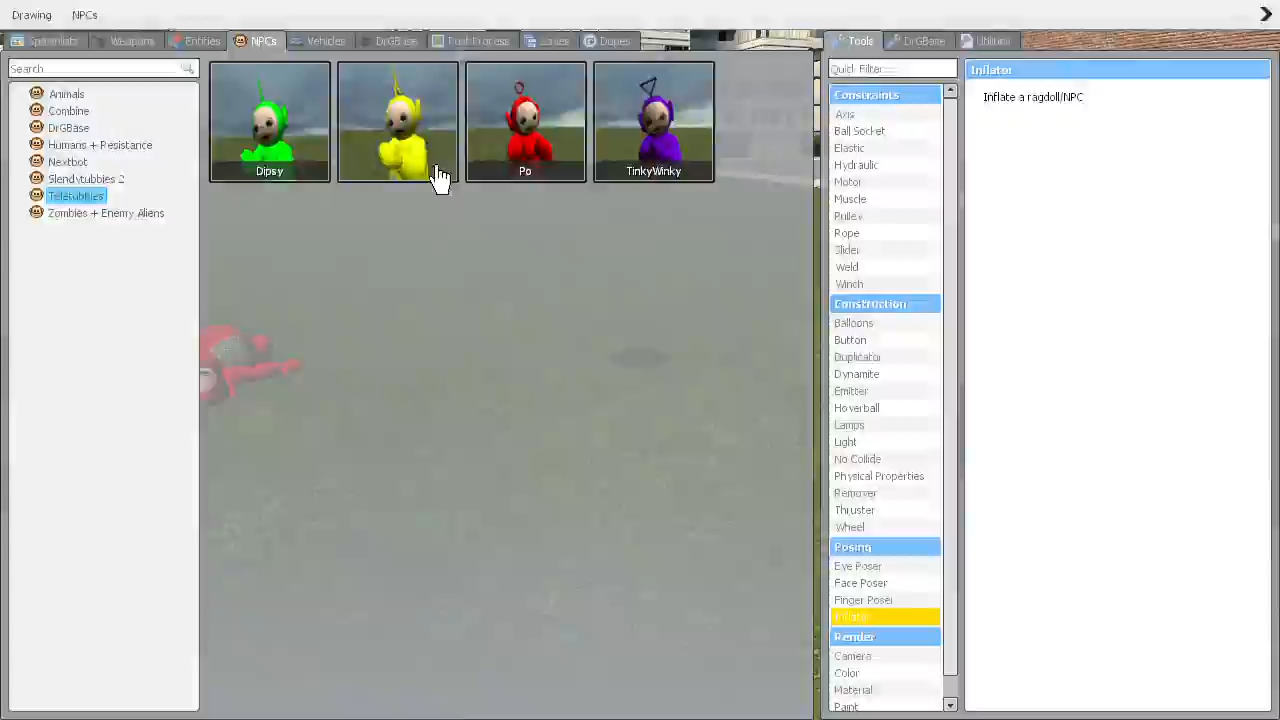 Drawing NPCs
Spawnlists Weapons Entities NPCs Vehicles DrGBase Post Process Saves Dupes
Tools DrGBase Utilities
Search
Animals
Combine
DrGBase
Humans + Resistance
Nextbot
Slendytubbies 2
Teletubbies
Zombies + Enemy Aliens
Dipsy
Po
TinkyWinky
Quick Filter...
Constraints
Axis
Ball Socket
Elastic
Hydraulic
Motor
Muscle
Pulley
Rope
Slider
Weld
Winch
Construction
Balloons
Button
Duplicator
Dynamite
Emitter
Hoverball
Lamps
Light
No Collide
Physical Properties
Remover
Thruster
Wheel
Posing
Eye Poser
Face Poser
Finger Poser
Inflator
Render
Camera
Color
Material
Paint
Inflator
Inflate a ragdoll/NPC